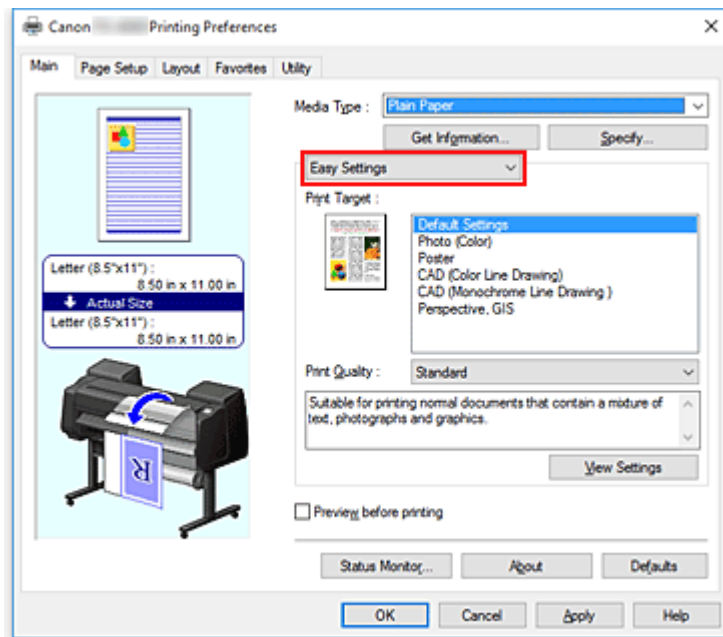 Canon Printing Preferences
Main Page Setup Layout Favorites Utility
Media Type : Plain Paper
Get Information... Specify...
Easy Settings
Print Target :
Default Settings
Photo (Color)
Poster
CAD (Color Line Drawing)
CAD (Monochrome Line Drawing )
Perspective, GIS
Letter (8.5"x11") :
8.50 in x 11.00 in
Actual Size
Letter (8.5"x11") :
8.50 in x 11.00 in
R
Print Quality : Standard
Suitable for printing normal documents that contain a mixture of
text, photographs and graphics.
View Settings
Preview before printing
Status Monitor... About Defaults
OK Cancel Apply Help